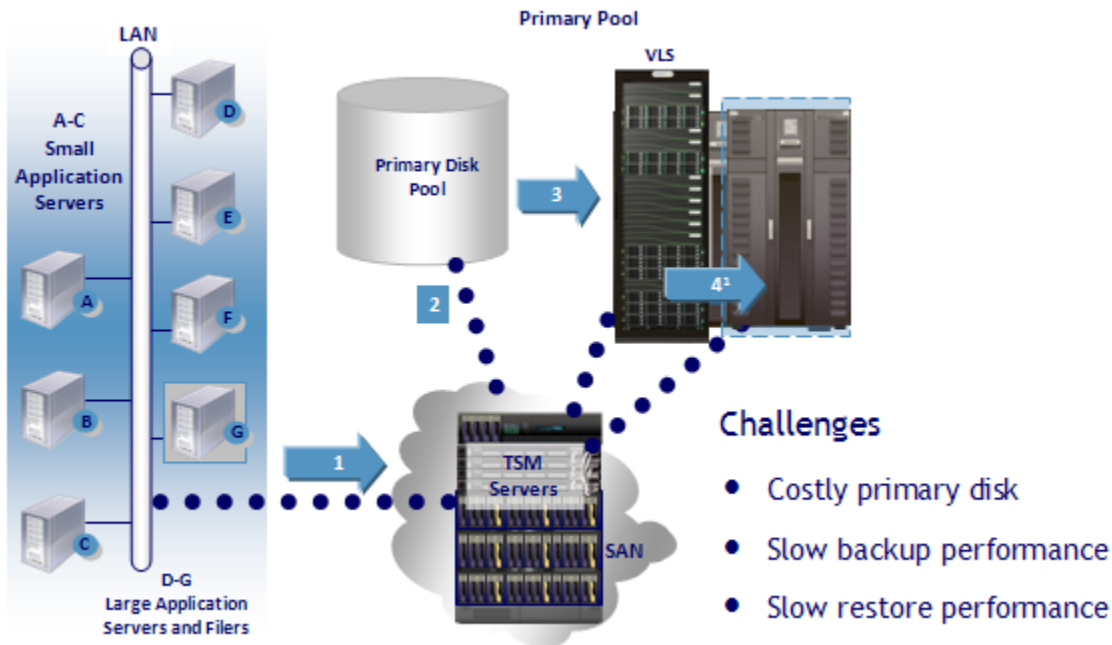 Primary Pool
LAN
VLS
A-C
Small
Application
Servers
D
E
A
F
B
G
C
D-G
Large Application
Servers and Filers
Primary Disk
Pool
1
2
3
4¹
TSM
Servers
SAN
Challenges
• Costly primary disk
• Slow backup performance
• Slow restore performance